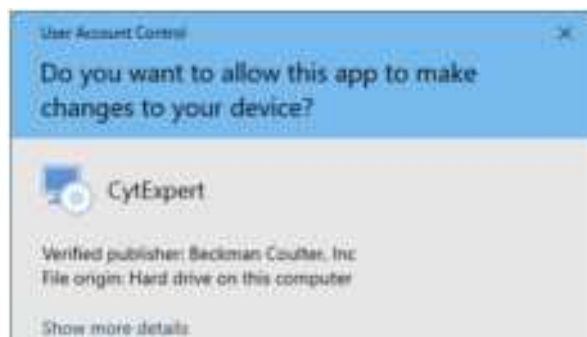 User Account Control
Do you want to allow this app to make
changes to your device?
CytExpert
Verified publisher: Beckman Coulter, Inc
File origin: Hard drive on this computer
Show more details